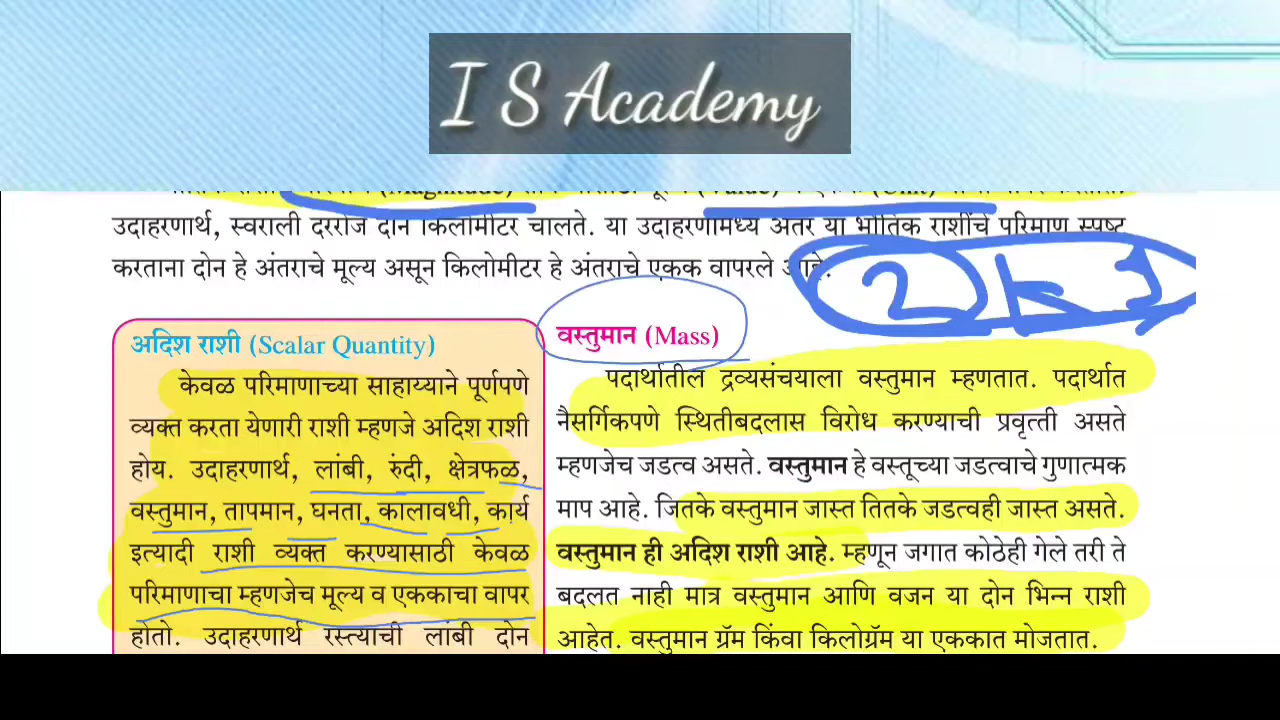 I S Academy
(Magnitude) (Value) (Unit)
उदाहरणार्थ, स्वराली दररोज दोन किलोमीटर चालते. या उदाहरणामध्ये अंतर या भौतिक राशीचे परिमाण स्पष्ट
करताना दोन हे अंतराचे मूल्य असून किलोमीटर हे अंतराचे एकक वापरले आहे.
2 k
अदिश राशी (Scalar Quantity)
केवळ परिमाणाच्या साहाय्याने पूर्णपणे
व्यक्त करता येणारी राशी म्हणजे अदिश राशी
होय. उदाहरणार्थ, लांबी, रुंदी, क्षेत्रफळ,
वस्तुमान, तापमान, घनता, कालावधी, कार्य
इत्यादी राशी व्यक्त करण्यासाठी केवळ
परिमाणाचा म्हणजेच मूल्य व एककाचा वापर
होतो. उदाहरणार्थ रस्त्याची लांबी दोन
वस्तुमान (Mass)
पदार्थातील द्रव्यसंचयाला वस्तुमान म्हणतात. पदार्थात
नैसर्गिकपणे स्थितीबदलास विरोध करण्याची प्रवृत्ती असते
म्हणजेच जडत्व असते. वस्तुमान हे वस्तूच्या जडत्वाचे गुणात्मक
माप आहे. जितके वस्तुमान जास्त तितके जडत्वही जास्त असते.
वस्तुमान ही अदिश राशी आहे. म्हणून जगात कोठेही गेले तरी ते
बदलत नाही मात्र वस्तुमान आणि वजन या दोन भिन्न राशी
आहेत. वस्तुमान ग्रॅम किंवा किलोग्रॅम या एककात मोजतात.